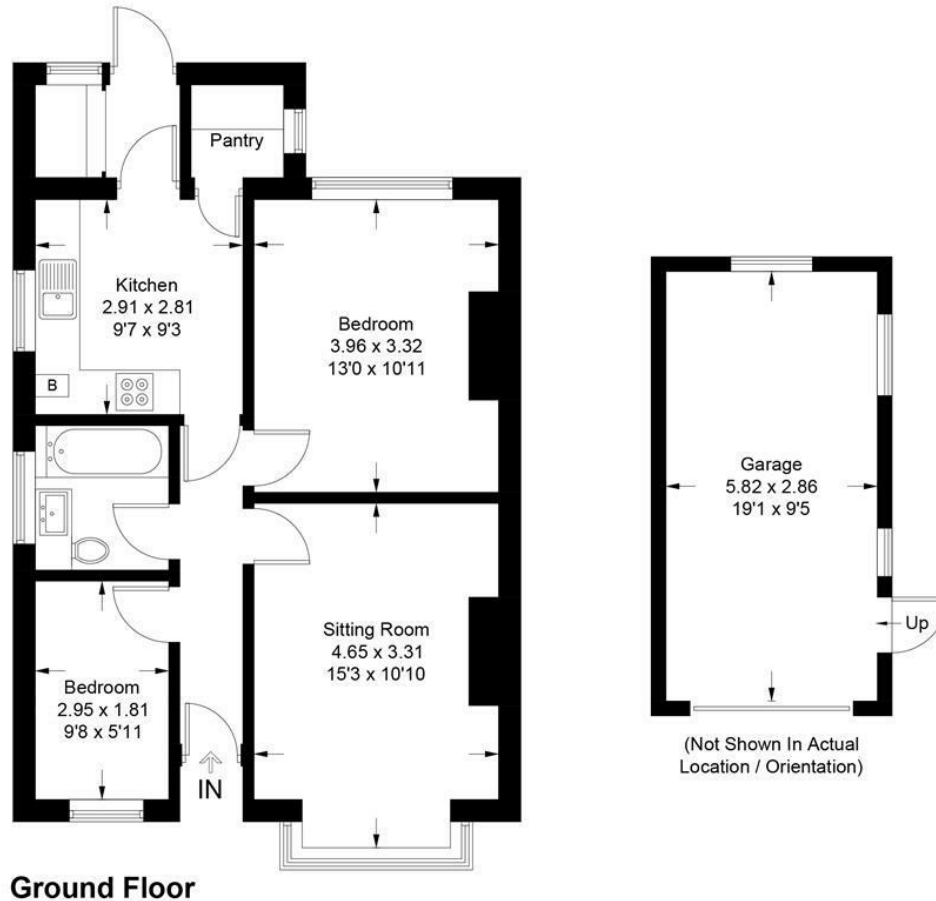 Pantry
Kitchen
2.91 x 2.81
9'7 x 9'3
B
Bedroom
3.96 x 3.32
13'0 x 10'11
Sitting Room
4.65 x 3.31
15'3 x 10'10
Bedroom
2.95 x 1.81
9'8 x 5'11
IN
Garage
5.82 x 2.86
19'1 x 9'5
Up
(Not Shown In Actual
Location / Orientation)
Ground Floor